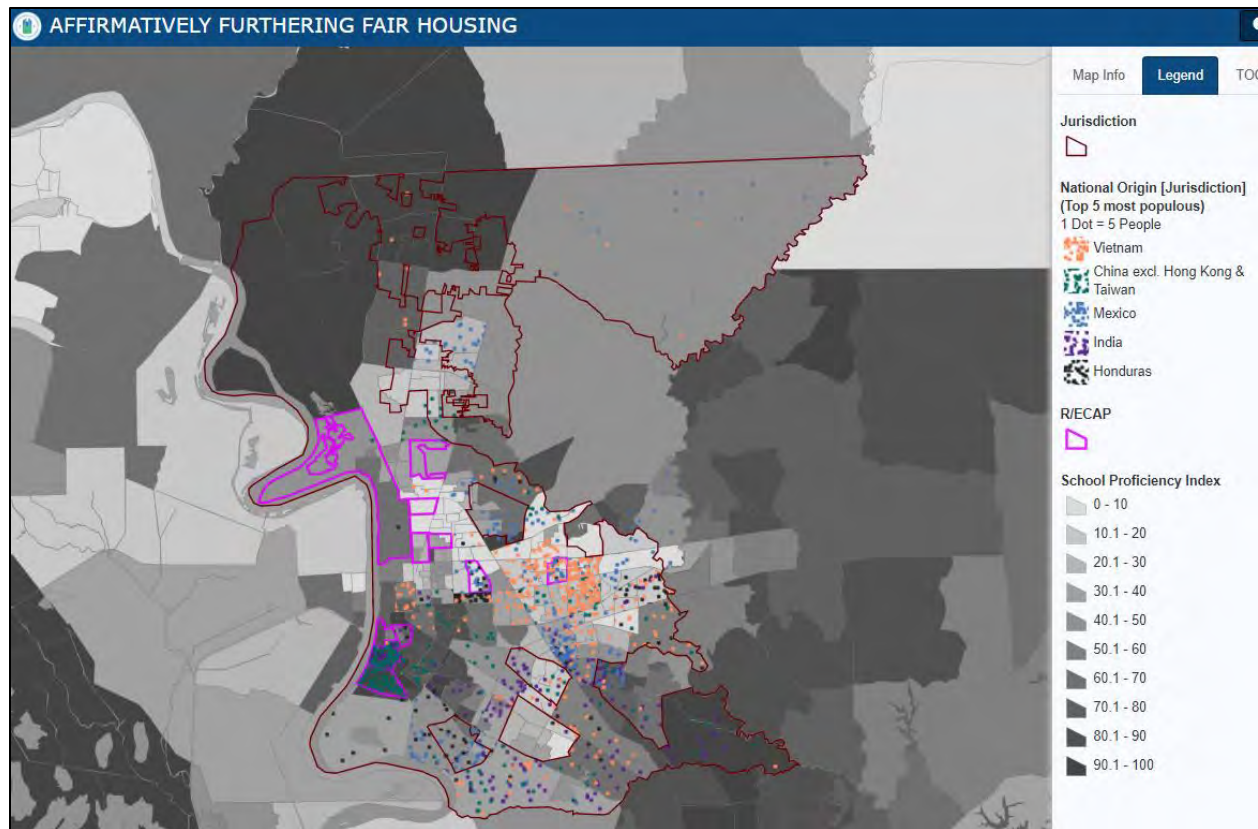 AFFIRMATIVELY FURTHERING FAIR HOUSING
Map Info
Legend
Jurisdiction
National Origin [Jurisdiction]
(Top 5 most populous)
1 Dot = 5 People
Vietnam
China excl. Hong Kong &
Taiwan
Mexico
India
Honduras
R/ECAP
School Proficiency Index
0 - 10
10.1 - 20
20.1 - 30
30.1 - 40
40.1 - 50
50.1 - 60
60.1 - 70
70.1 - 80
80.1 - 90
90.1 - 100